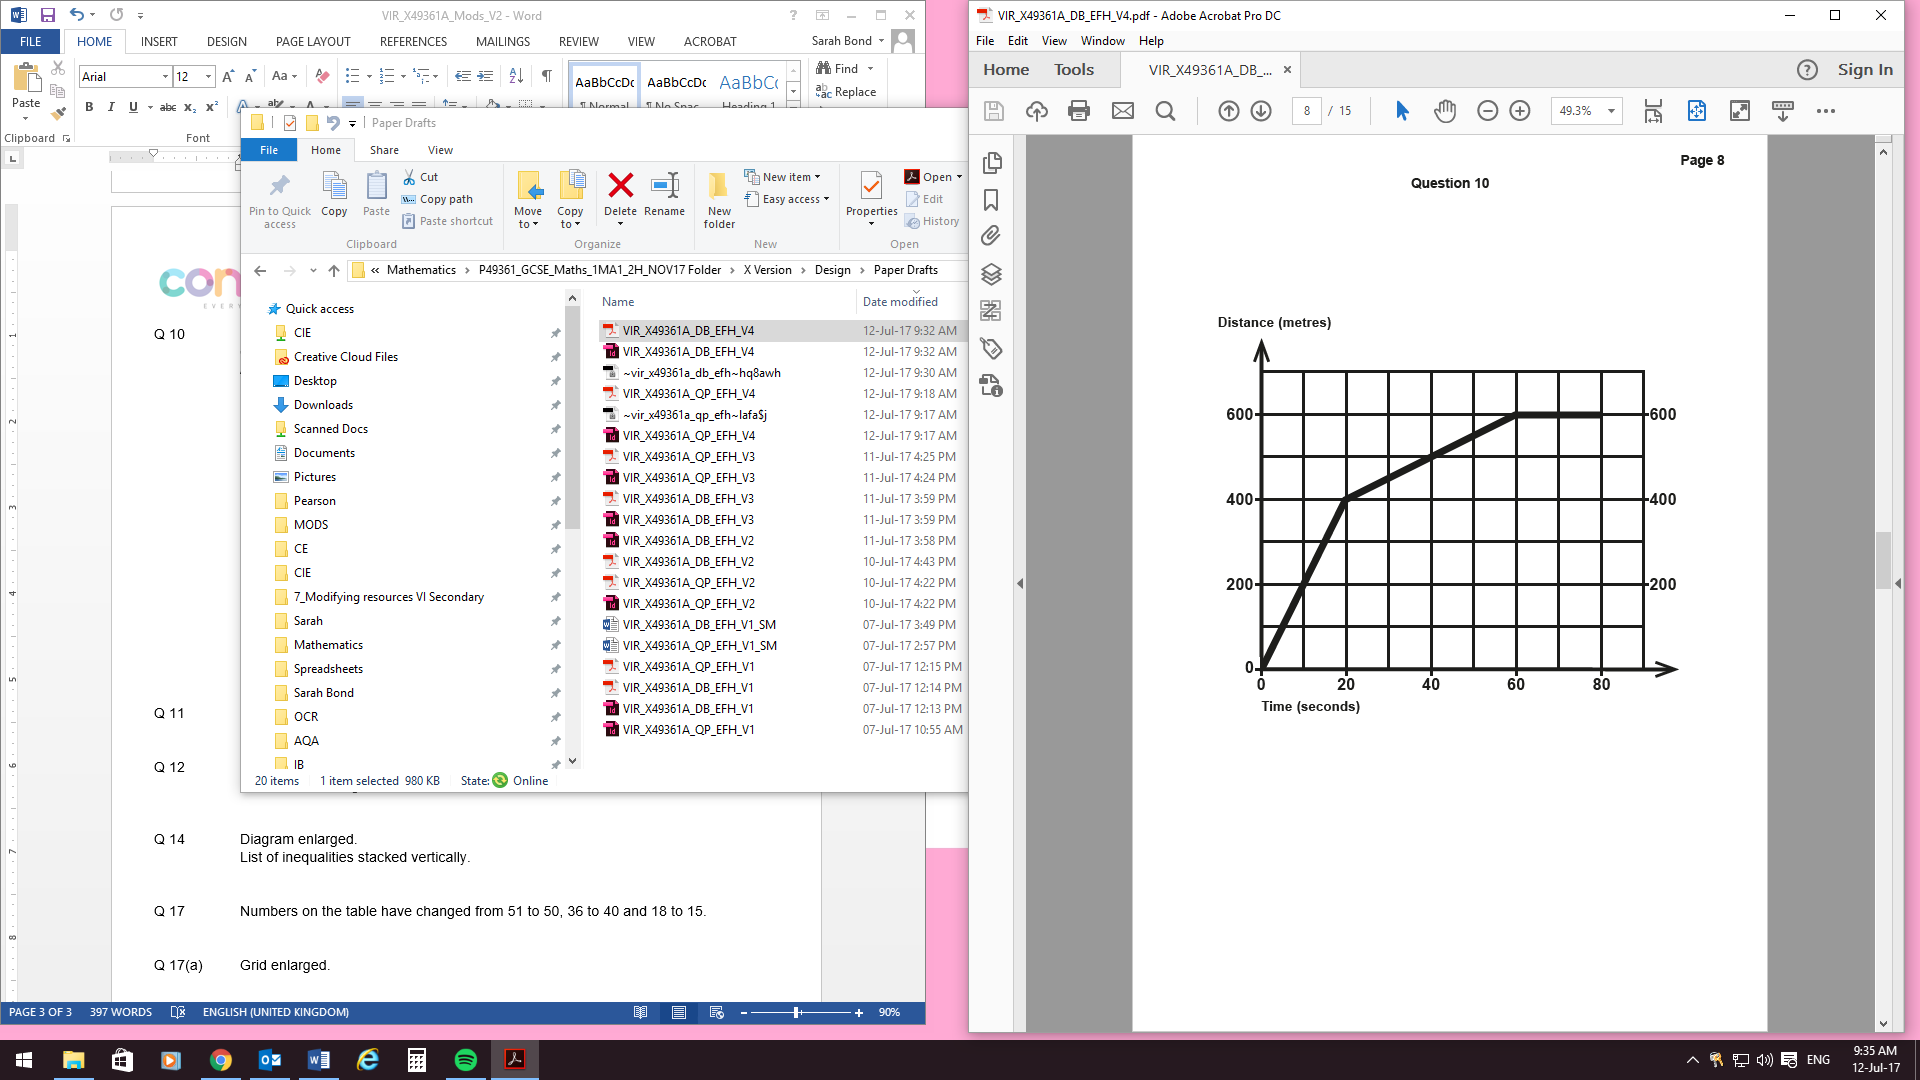 VIR_X49361A_Mods_V2 - Word
FILE HOME INSERT DESIGN PAGE LAYOUT REFERENCES MAILINGS REVIEW VIEW ACROBAT Sarah Bond
Paste
Arial 12
Aa
B I U abc x₂ x²
AaBbCcDc AaBbCcDc AaBbCc
¶ Normal ¶ No Spac... Heading 1
Find
Replace
Clipboard Font
con
EVERY
Q 10
Q 11
Q 12
Q 14 Diagram enlarged.
List of inequalities stacked vertically.
Q 17 Numbers on the table have changed from 51 to 50, 36 to 40 and 18 to 15.
Q 17(a) Grid enlarged.
PAGE 3 OF 3 397 WORDS ENGLISH (UNITED KINGDOM) 90%
Paper Drafts
File Home Share View
Pin to Quick access
Copy
Paste
Cut
Copy path
Paste shortcut
Move to
Copy to
Delete
Rename
New folder
New item
Easy access
Properties
Open
Edit
History
Clipboard Organize New Open
« Mathematics > P49361_GCSE_Maths_1MA1_2H_NOV17 Folder > X Version > Design > Paper Drafts
Quick access
CIE
Creative Cloud Files
Desktop
Downloads
Scanned Docs
Documents
Pictures
Pearson
MODS
CE
CIE
7_Modifying resources VI Secondary
Sarah
Mathematics
Spreadsheets
Sarah Bond
OCR
AQA
IB
Name Date modified
VIR_X49361A_DB_EFH_V4 12-Jul-17 9:32 AM
VIR_X49361A_DB_EFH_V4 12-Jul-17 9:32 AM
~vir_x49361a_db_efh~hq8awh 12-Jul-17 9:30 AM
VIR_X49361A_QP_EFH_V4 12-Jul-17 9:18 AM
~vir_x49361a_qp_efh~lafa$j 12-Jul-17 9:17 AM
VIR_X49361A_QP_EFH_V4 12-Jul-17 9:17 AM
VIR_X49361A_QP_EFH_V3 11-Jul-17 4:25 PM
VIR_X49361A_QP_EFH_V3 11-Jul-17 4:24 PM
VIR_X49361A_DB_EFH_V3 11-Jul-17 3:59 PM
VIR_X49361A_DB_EFH_V3 11-Jul-17 3:59 PM
VIR_X49361A_DB_EFH_V2 11-Jul-17 3:58 PM
VIR_X49361A_DB_EFH_V2 10-Jul-17 4:43 PM
VIR_X49361A_QP_EFH_V2 10-Jul-17 4:22 PM
VIR_X49361A_QP_EFH_V2 10-Jul-17 4:22 PM
VIR_X49361A_DB_EFH_V1_SM 07-Jul-17 3:49 PM
VIR_X49361A_QP_EFH_V1_SM 07-Jul-17 2:57 PM
VIR_X49361A_QP_EFH_V1 07-Jul-17 12:15 PM
VIR_X49361A_DB_EFH_V1 07-Jul-17 12:14 PM
VIR_X49361A_DB_EFH_V1 07-Jul-17 12:13 PM
VIR_X49361A_QP_EFH_V1 07-Jul-17 10:55 AM
20 items 1 item selected 980 KB State: Online
VIR_X49361A_DB_EFH_V4.pdf - Adobe Acrobat Pro DC
File Edit View Window Help
Home Tools VIR_X49361A_DB_... × Sign In
8 / 15 49.3%
Page 8
Question 10
Distance (metres)
600 600
400 400
200 200
0
0 20 40 60 80
Time (seconds)
ENG
9:35 AM
12-Jul-17